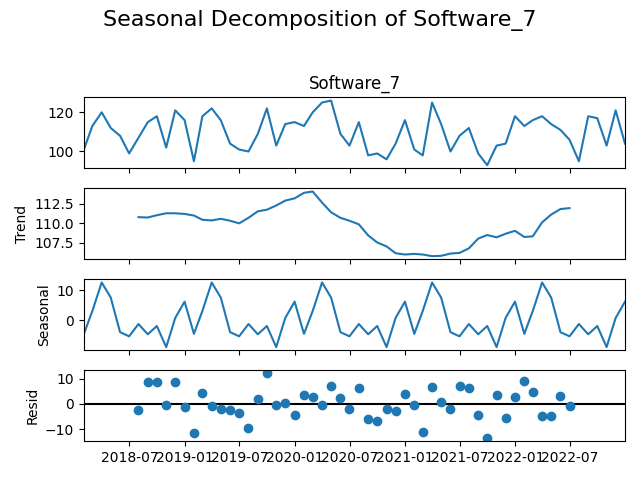 Seasonal Decomposition of Software_7
Software_7
120
100
Trend
112.5
110.0
107.5
Seasonal
10
0
Resid
10
0
−10
2018-07 2019-01 2019-07 2020-01 2020-07 2021-01 2021-07 2022-01 2022-07